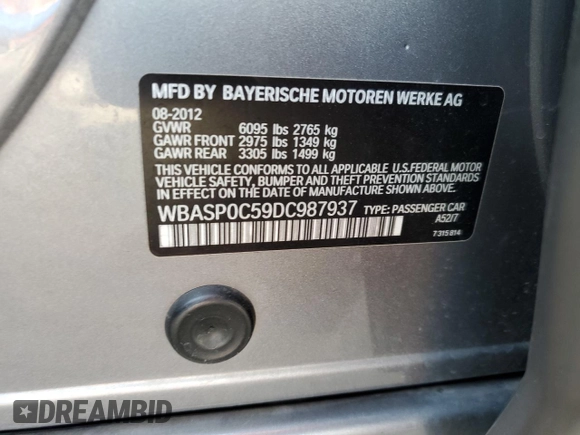 MFD BY BAYERISCHE MOTOREN WERKE AG
08-2012
GVWR 6095 lbs 2765 kg
GAWR FRONT 2975 lbs 1349 kg
GAWR REAR 3305 lbs 1499 kg
THIS VEHICLE CONFORMS TO ALL APPLICABLE U.S.FEDERAL MOTOR
VEHICLE SAFETY, BUMPER, AND THEFT PREVENTION STANDARDS
IN EFFECT ON THE DATE OF MANUFACTURE SHOWN ABOVE.
WBASP0C59DC987937 TYPE: PASSENGER CAR
A52/7
7 315 814
DREAMBID